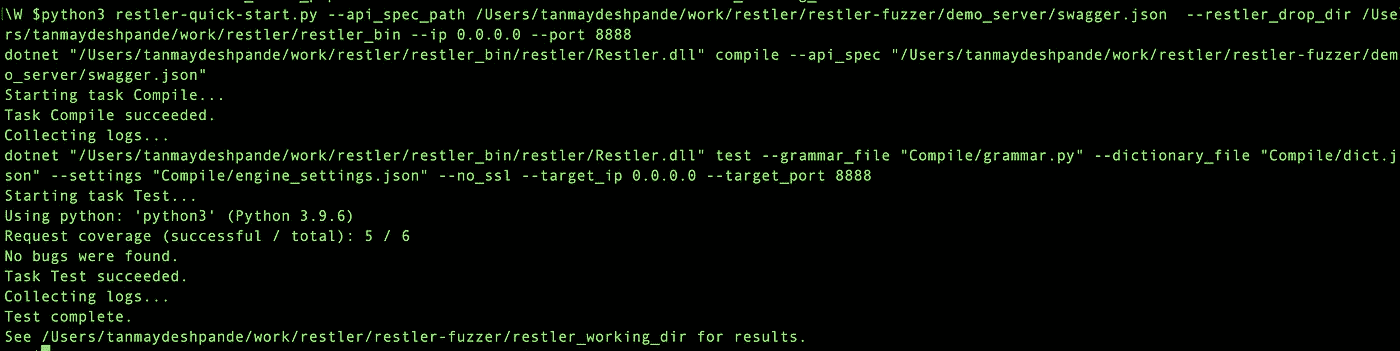 \W $python3 restler-quick-start.py --api_spec_path /Users/tanmaydeshpande/work/restler/restler-fuzzer/demo_server/swagger.json  --restler_drop_dir /Use
rs/tanmaydeshpande/work/restler/restler_bin --ip 0.0.0.0 --port 8888
dotnet "/Users/tanmaydeshpande/work/restler/restler_bin/restler/Restler.dll" compile --api_spec "/Users/tanmaydeshpande/work/restler/restler-fuzzer/dem
o_server/swagger.json"
Starting task Compile...
Task Compile succeeded.
Collecting logs...
dotnet "/Users/tanmaydeshpande/work/restler/restler_bin/restler/Restler.dll" test --grammar_file "Compile/grammar.py" --dictionary_file "Compile/dict.j
son" --settings "Compile/engine_settings.json" --no_ssl --target_ip 0.0.0.0 --target_port 8888
Starting task Test...
Using python: 'python3' (Python 3.9.6)
Request coverage (successful / total): 5 / 6
No bugs were found.
Task Test succeeded.
Collecting logs...
Test complete.
See /Users/tanmaydeshpande/work/restler/restler-fuzzer/restler_working_dir for results.